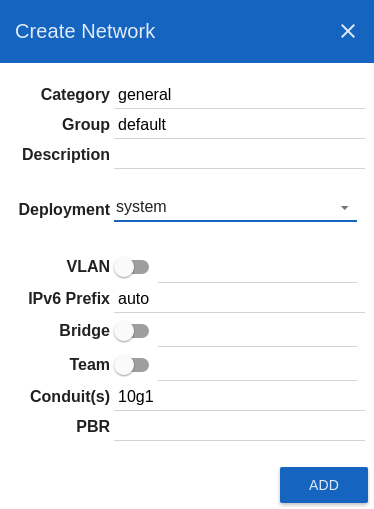 Create Network
Category general
Group default
Description
Deployment system
VLAN
IPv6 Prefix auto
Bridge
Team
Conduit(s) 10g1
PBR
ADD